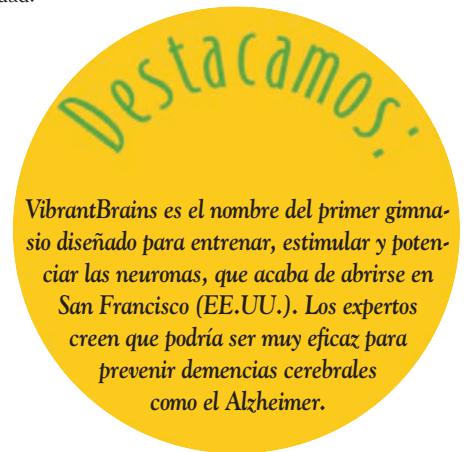 dad.
Destacamos:
VibrantBrains es el nombre del primer gimna-
sio diseñado para entrenar, estimular y poten-
ciar las neuronas, que acaba de abrirse en
San Francisco (EE.UU.). Los expertos
creen que podría ser muy eficaz para
prevenir demencias cerebrales
como el Alzheimer.